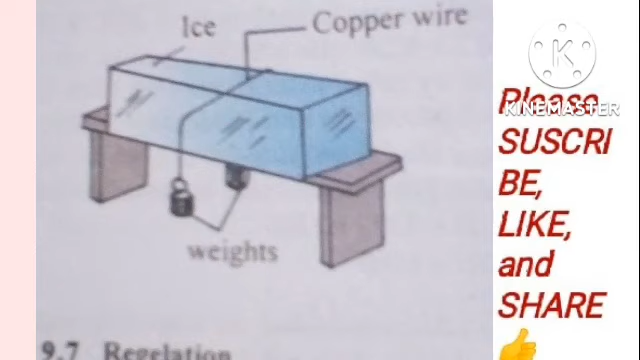 Ice
Copper wire
weights
9.7 Regelation
K
KINEMASTER
Please
SUSCRI
BE,
LIKE,
and
SHARE